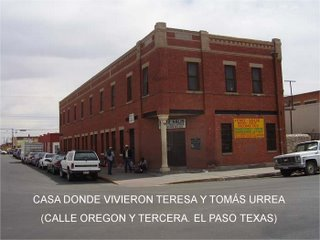 CASA DONDE VIVIERON TERESA Y TOMÁS URREA
(CALLE OREGON Y TERCERA. EL PASO TEXAS)